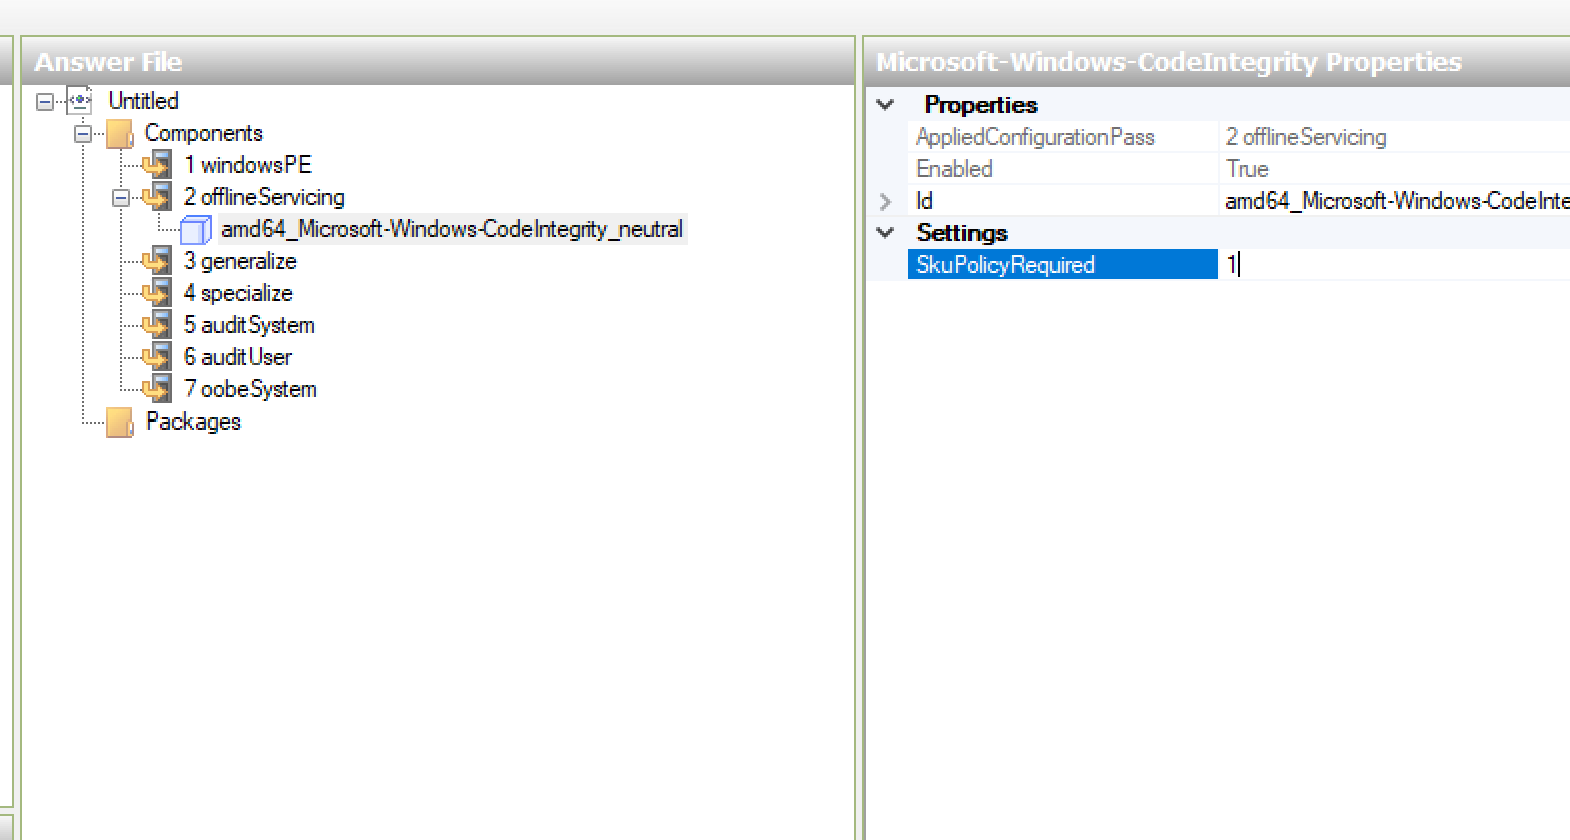 Answer File
Untitled
Components
1 windowsPE
2 offlineServicing
amd64_Microsoft-Windows-CodeIntegrity_neutral
3 generalize
4 specialize
5 auditSystem
6 auditUser
7 oobeSystem
Packages
Microsoft-Windows-CodeIntegrity Properties
Properties
AppliedConfigurationPass 2 offlineServicing
Enabled True
Id amd64_Microsoft-Windows-CodeInte
Settings
SkuPolicyRequired 1